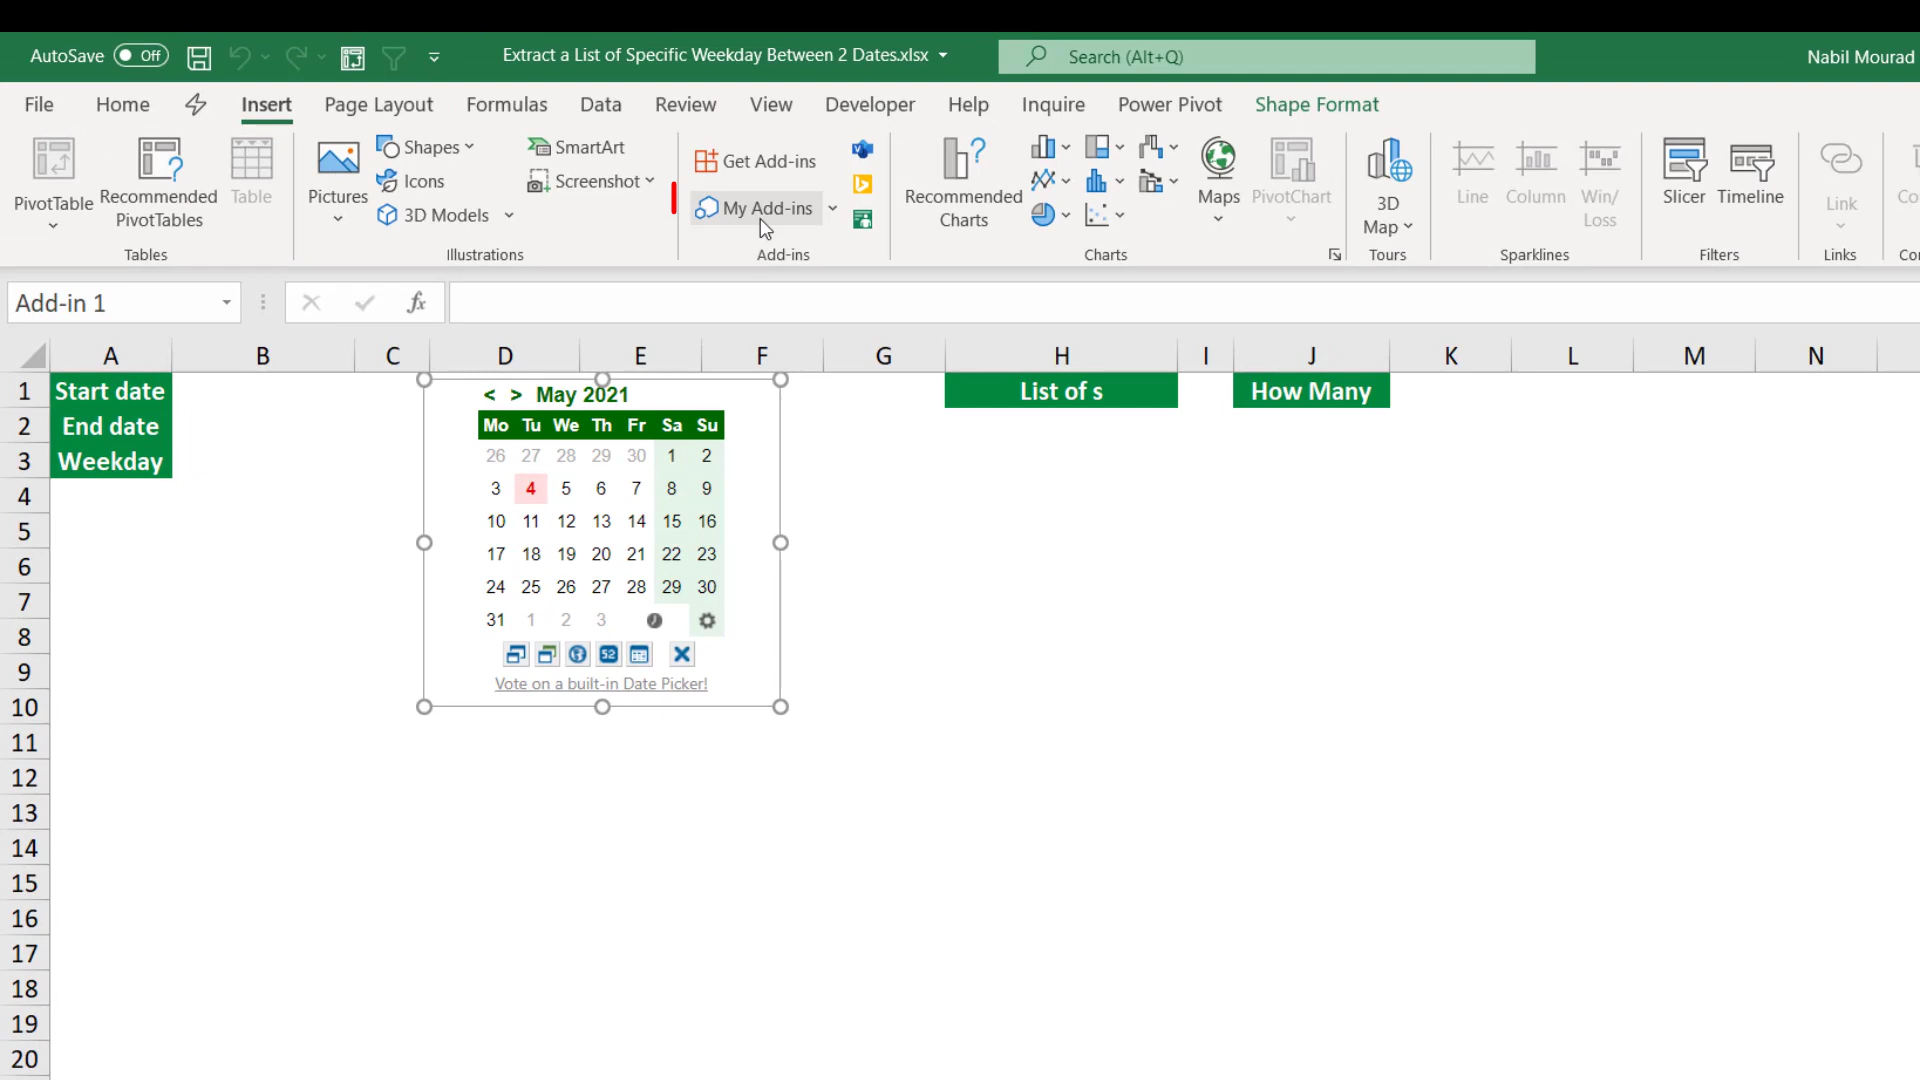 AutoSave Off Extract a List of Specific Weekday Between 2 Dates.xlsx Search (Alt+Q) Nabil Mourad
File Home Insert Page Layout Formulas Data Review View Developer Help Inquire Power Pivot Shape Format
PivotTable
Recommended PivotTables
Table
Tables
Pictures
Shapes
Icons
3D Models
SmartArt
Screenshot
Illustrations
Get Add-ins
My Add-ins
Add-ins
Recommended Charts
Maps
PivotChart
Charts
3D Map
Tours
Line
Column
Win/ Loss
Sparklines
Slicer
Timeline
Filters
Link
Links
Co
Co
Add-in 1 fx
A B C D E F G H I J K L M N
1 Start date List of s How Many
2 End date
3 Weekday
4
5
6
7
8
9
10
11
12
13
14
15
16
17
18
19
20
< > May 2021
Mo Tu We Th Fr Sa Su
26 27 28 29 30 1 2
3 4 5 6 7 8 9
10 11 12 13 14 15 16
17 18 19 20 21 22 23
24 25 26 27 28 29 30
31 1 2 3
52
Vote on a built-in Date Picker!